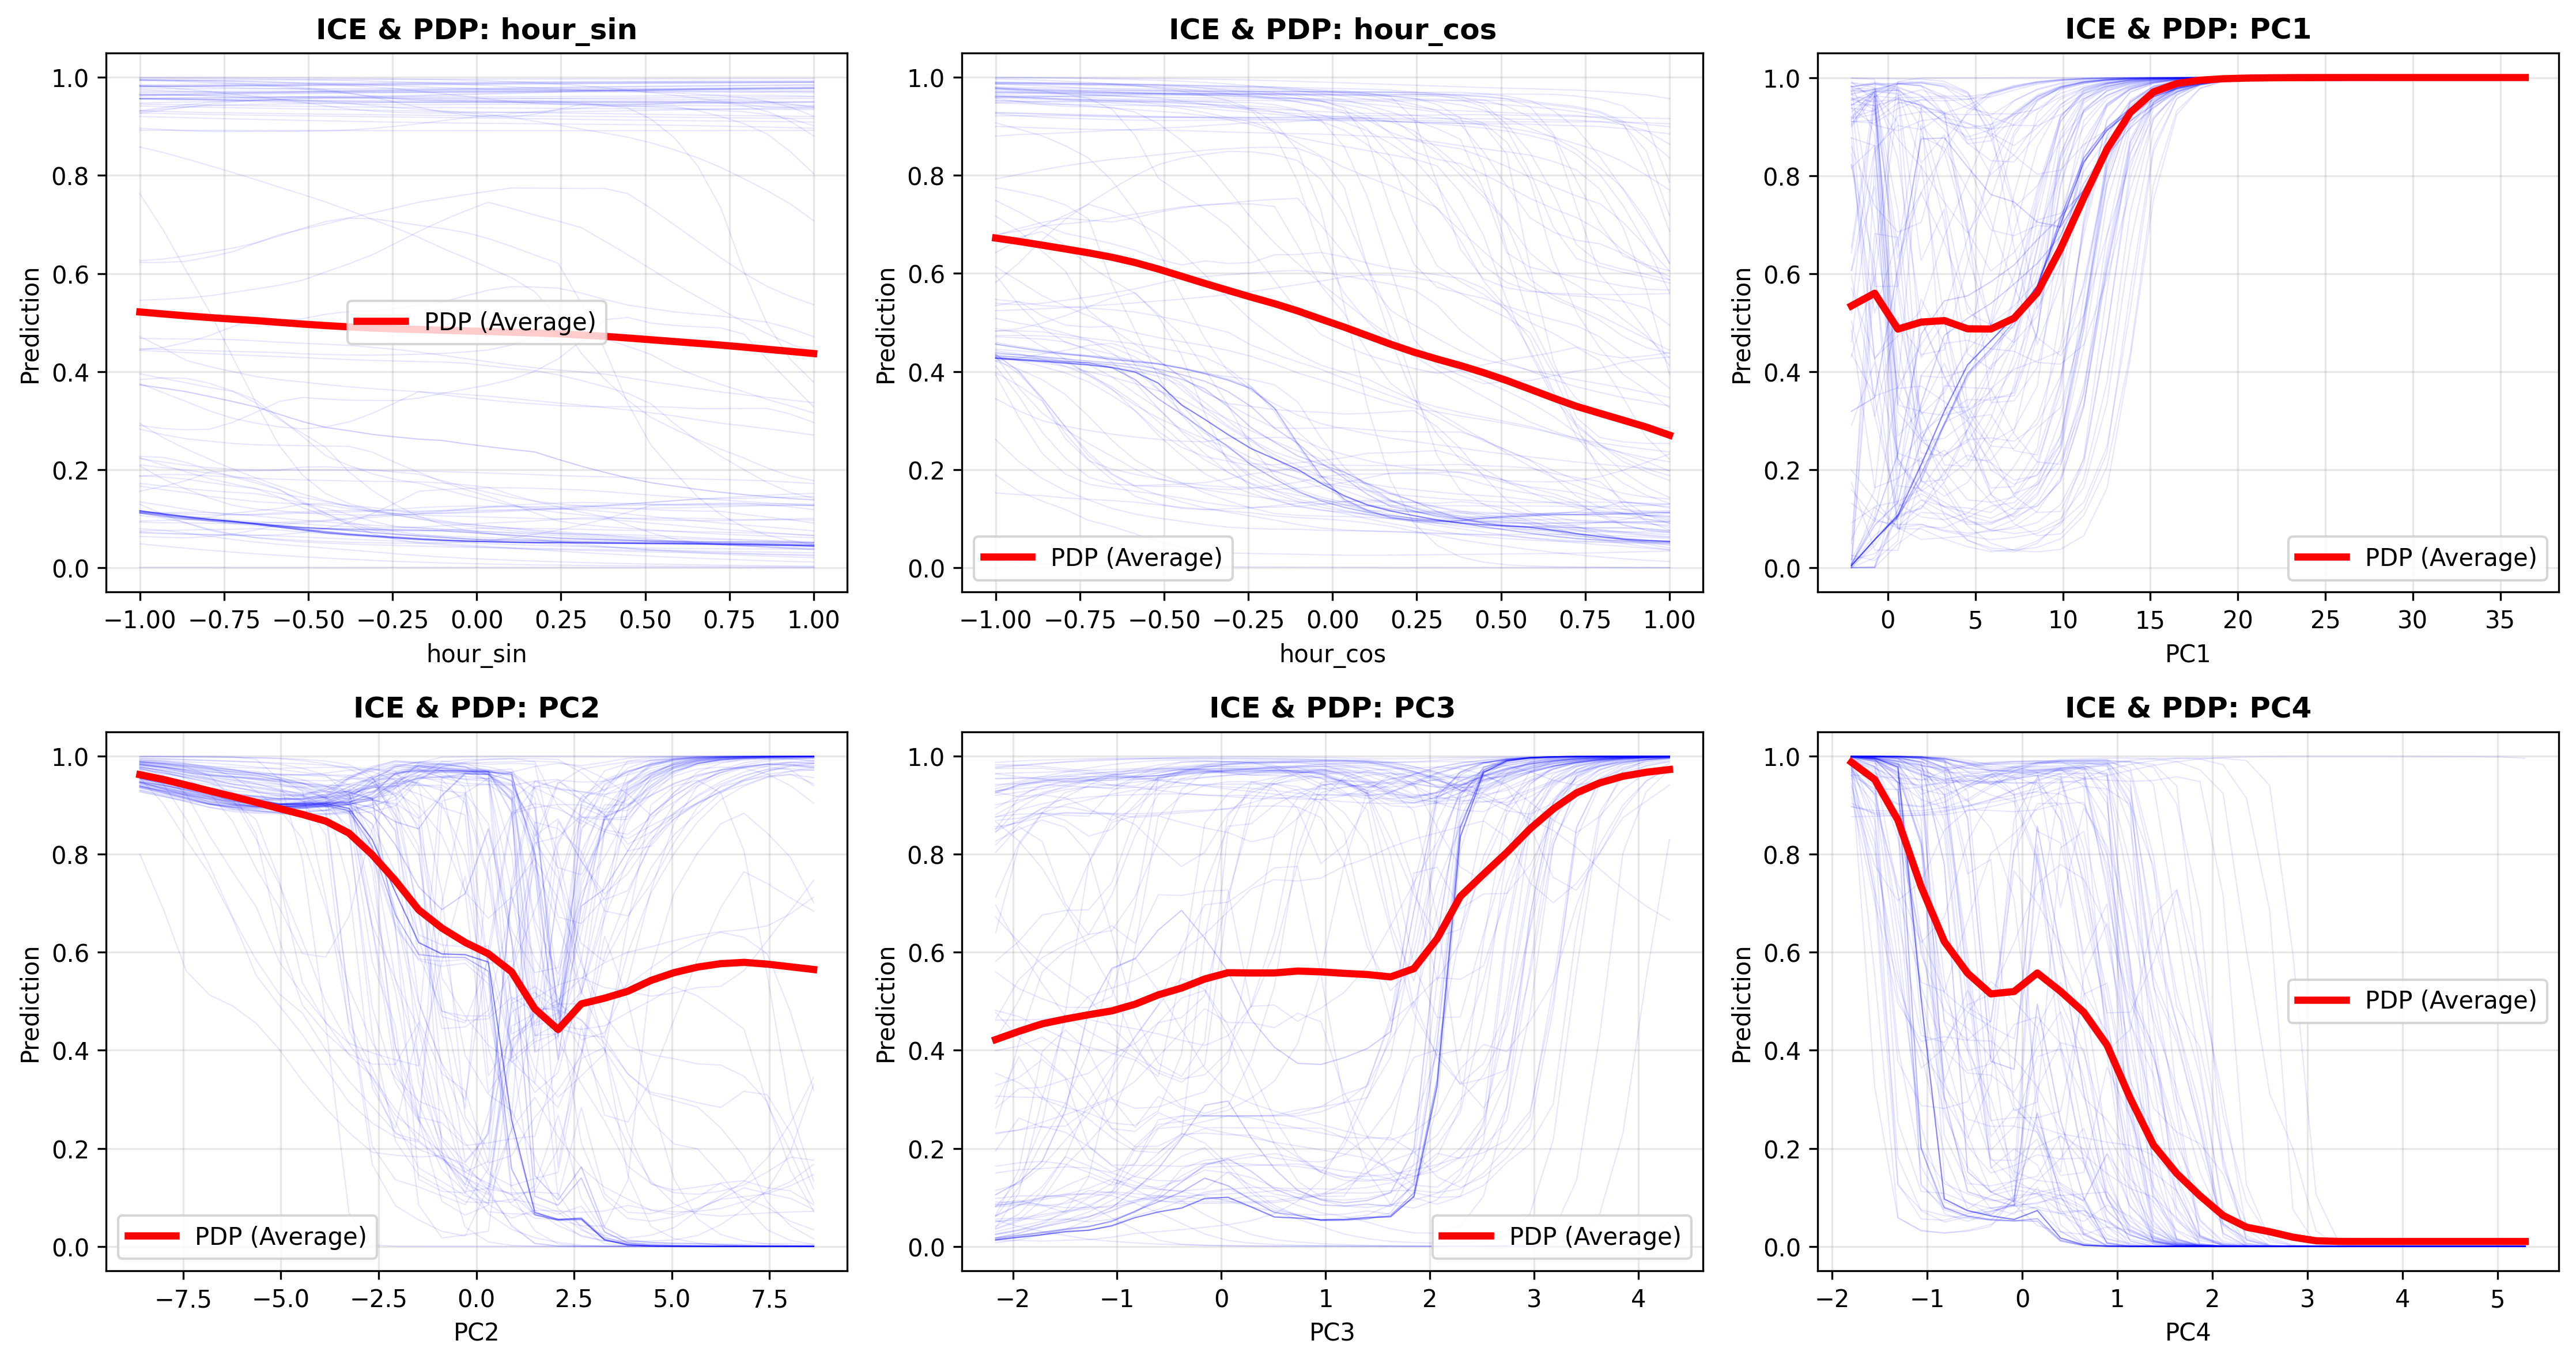 ICE & PDP: hour_sin
Prediction
1.0
0.8
0.6
0.4
0.2
0.0
PDP (Average)
−1.00 −0.75 −0.50 −0.25 0.00 0.25 0.50 0.75 1.00
hour_sin
ICE & PDP: hour_cos
Prediction
1.0
0.8
0.6
0.4
0.2
0.0
PDP (Average)
−1.00 −0.75 −0.50 −0.25 0.00 0.25 0.50 0.75 1.00
hour_cos
ICE & PDP: PC1
Prediction
1.0
0.8
0.6
0.4
0.2
0.0
PDP (Average)
0 5 10 15 20 25 30 35
PC1
ICE & PDP: PC2
Prediction
1.0
0.8
0.6
0.4
0.2
0.0
PDP (Average)
−7.5 −5.0 −2.5 0.0 2.5 5.0 7.5
PC2
ICE & PDP: PC3
Prediction
1.0
0.8
0.6
0.4
0.2
0.0
PDP (Average)
−2 −1 0 1 2 3 4
PC3
ICE & PDP: PC4
Prediction
1.0
0.8
0.6
0.4
0.2
0.0
PDP (Average)
−2 −1 0 1 2 3 4 5
PC4